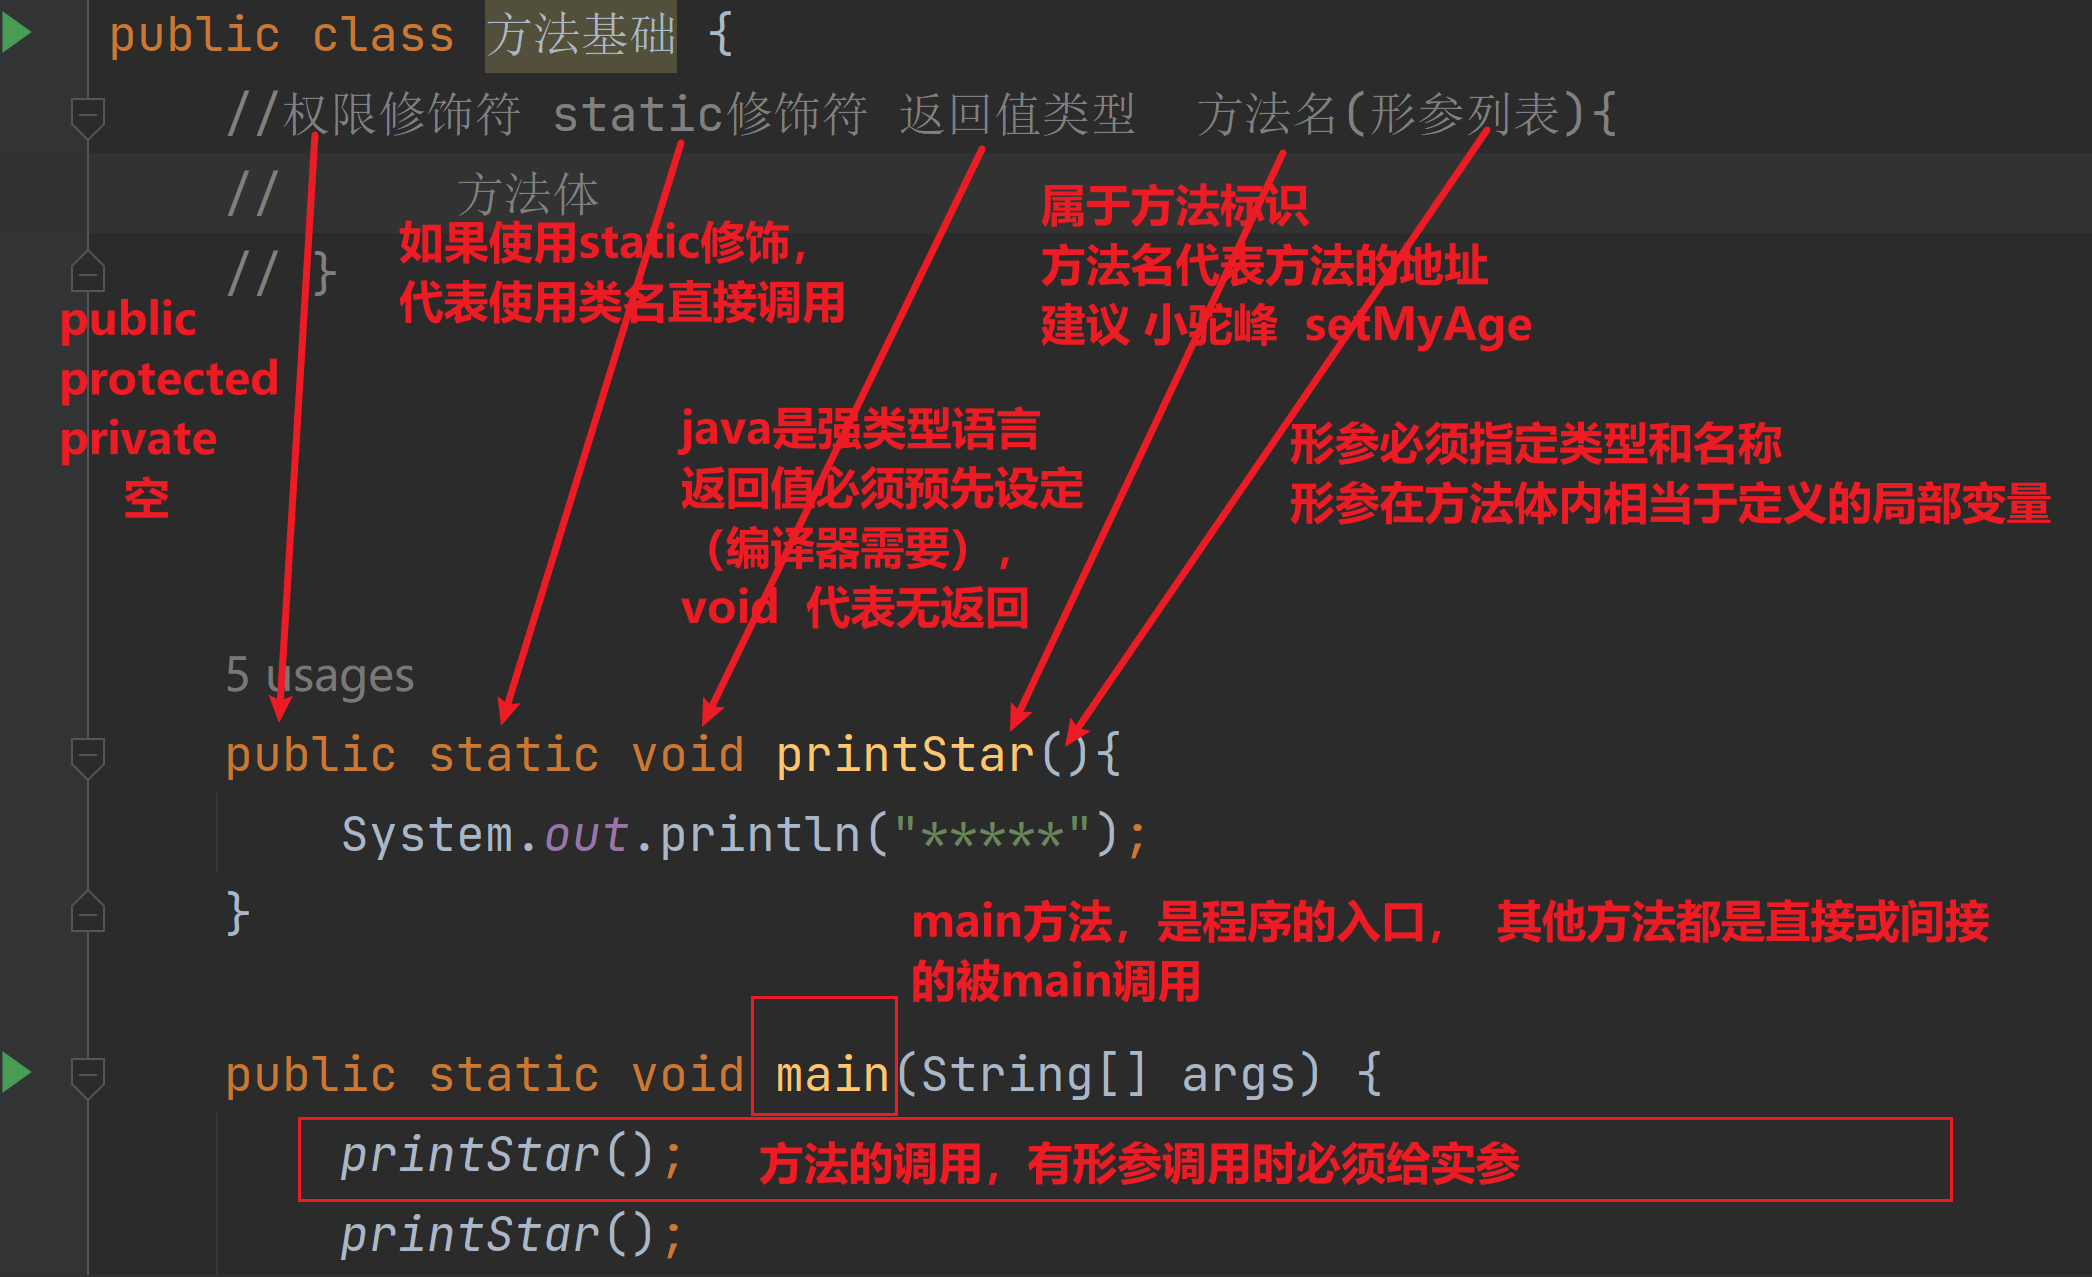 public class 方法基础 {
//权限修饰符 static修饰符 返回值类型  方法名(形参列表){
//      方法体
// }
如果使用static修饰，
代表使用类名直接调用
属于方法标识
方法名代表方法的地址
建议 小驼峰 setMyAge
public
protected
private
空
java是强类型语言
返回值必须预先设定
（编译器需要），
void 代表无返回
形参必须指定类型和名称
形参在方法体内相当于定义的局部变量
5 usages
public static void printStar(){
System.out.println("*****");
}
main方法，是程序的入口， 其他方法都是直接或间接
的被main调用
public static void main(String[] args) {
printStar(); 方法的调用，有形参调用时必须给实参
printStar();